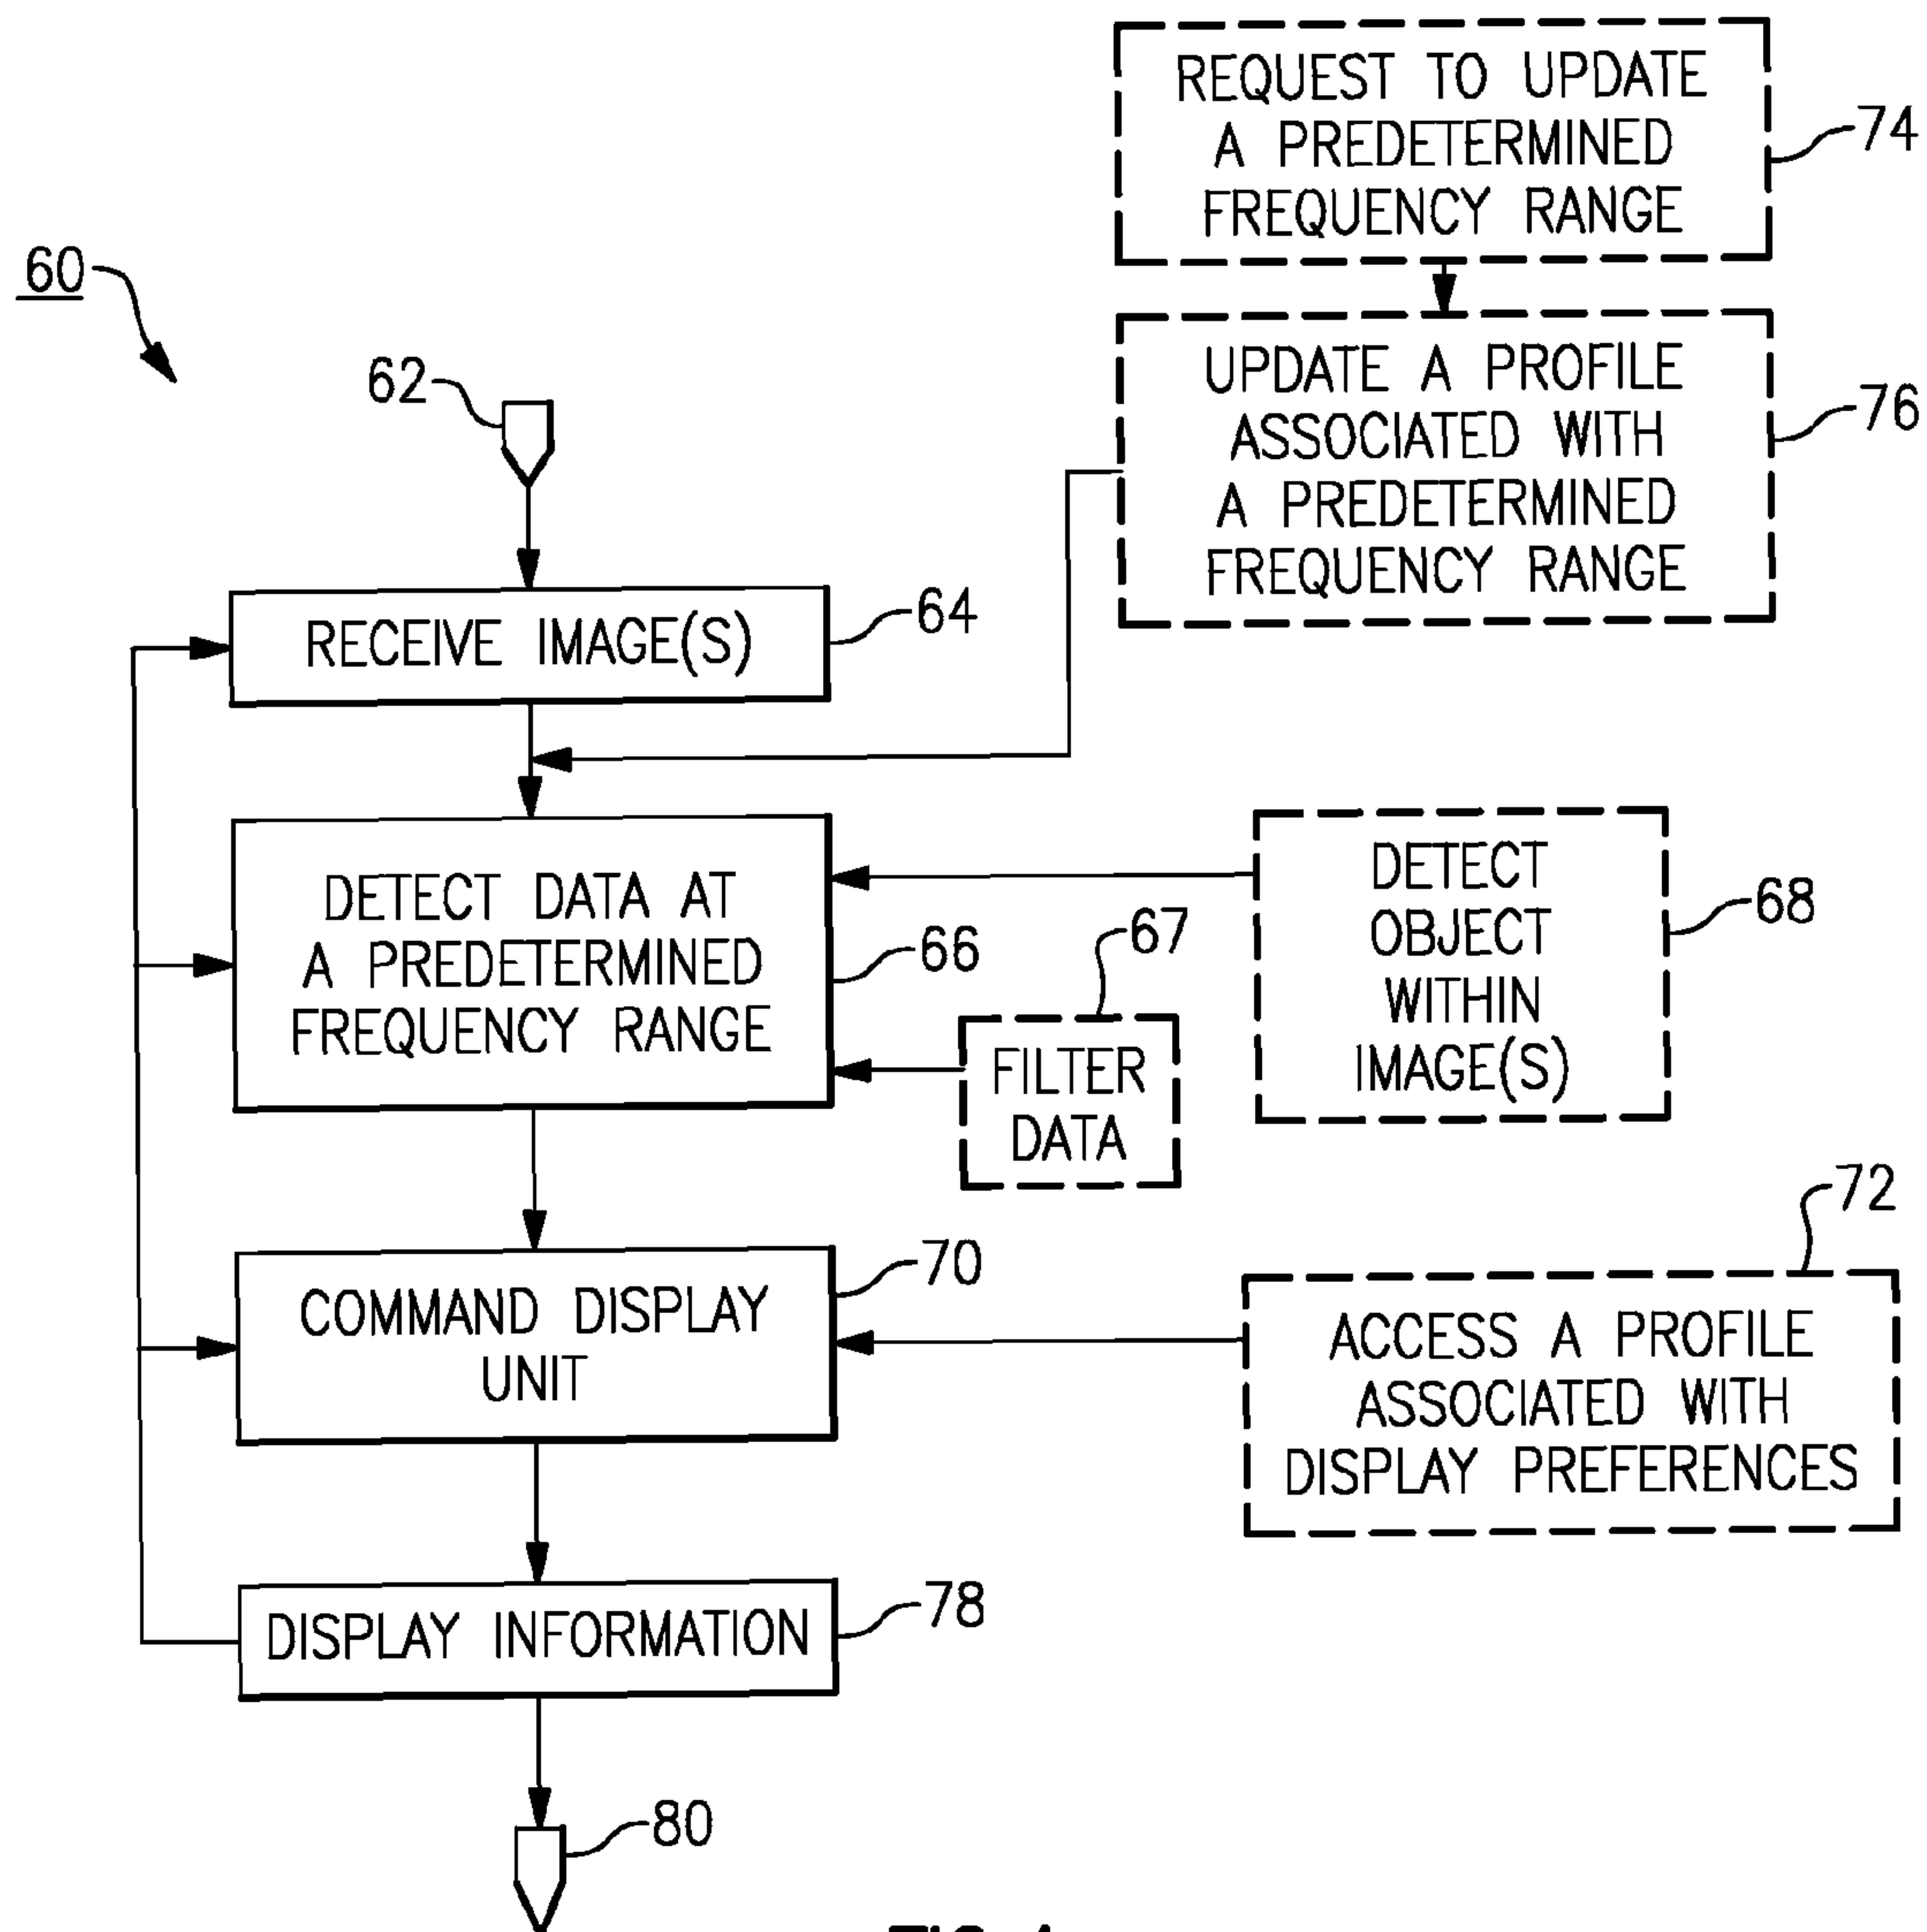 REQUEST TO UPDATE
A PREDETERMINED
FREQUENCY RANGE
74
60
UPDATE A PROFILE
ASSOCIATED WITH
A PREDETERMINED
FREQUENCY RANGE
76
62
RECEIVE IMAGE(S)
64
DETECT DATA AT
A PREDETERMINED
FREQUENCY RANGE
66
67
FILTER
DATA
DETECT
OBJECT
WITHIN
IMAGE(S)
68
COMMAND DISPLAY
UNIT
70
72
ACCESS A PROFILE
ASSOCIATED WITH
DISPLAY PREFERENCES
DISPLAY INFORMATION
78
80